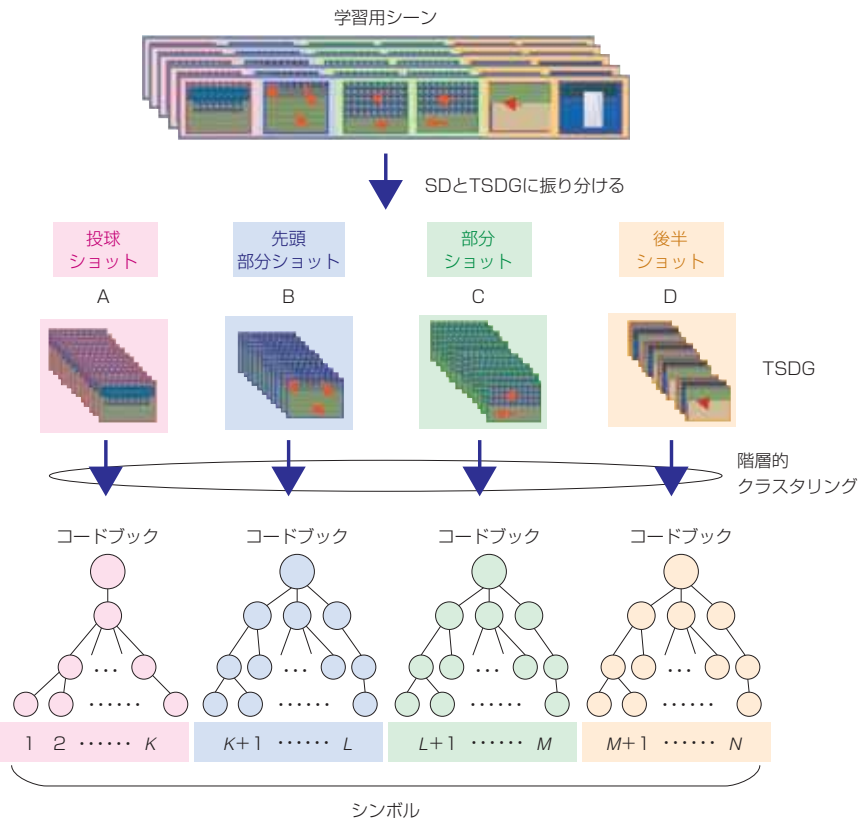 学習用シーン
SDとTSDGに振り分ける
投球
ショット
先頭
部分ショット
部分
ショット
後半
ショット
A
B
C
D
TSDG
階層的
クラスタリング
コードブック
コードブック
コードブック
コードブック
… … … …
…… …… …… ……
1 2 …… K
K+1 …… L
L+1 …… M
M+1 …… N
シンボル